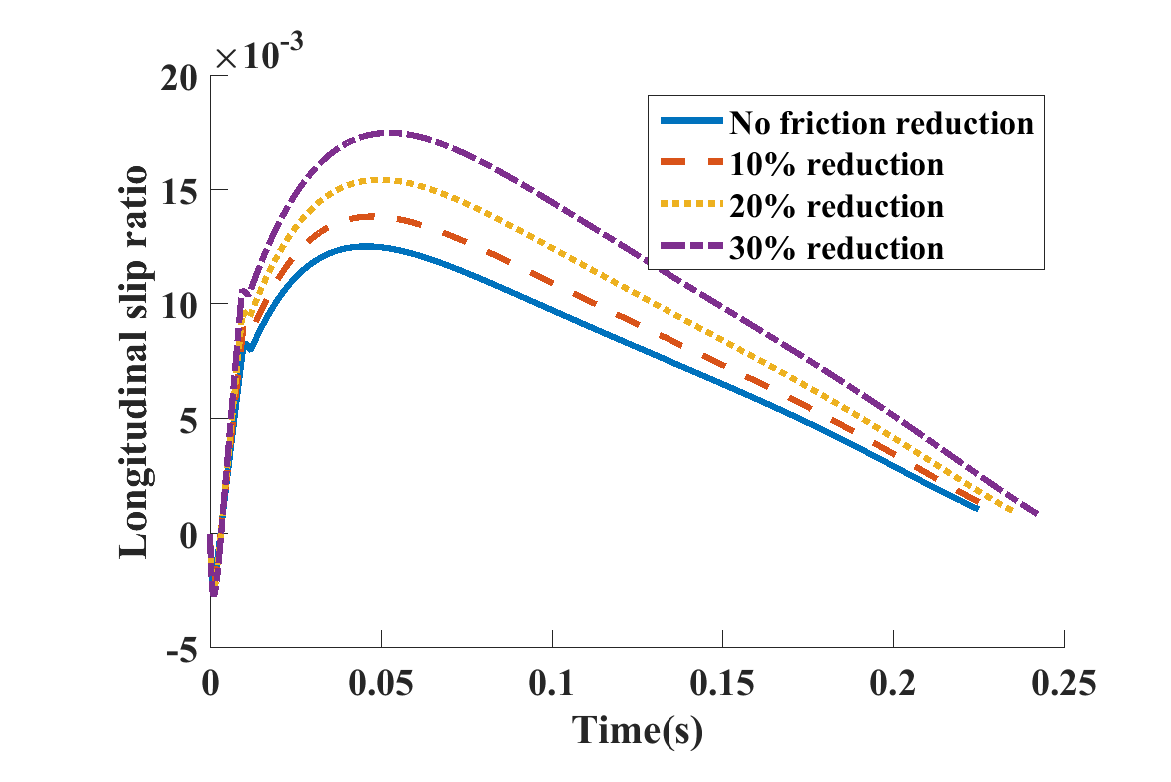 ×10-3
20
15
10
5
0
-5
Longitudinal slip ratio
No friction reduction
10% reduction
20% reduction
30% reduction
0 0.05 0.1 0.15 0.2 0.25
Time(s)